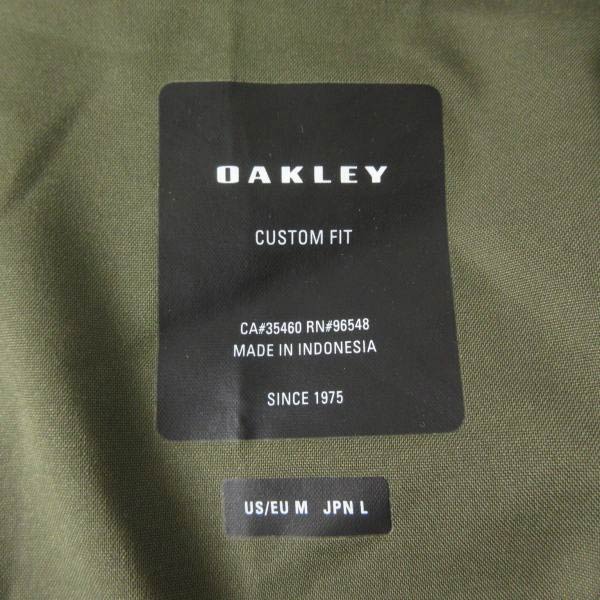 OAKLEY
CUSTOM FIT
CA#35460 RN#96548
MADE IN INDONESIA
SINCE 1975
US/EU M JPN L